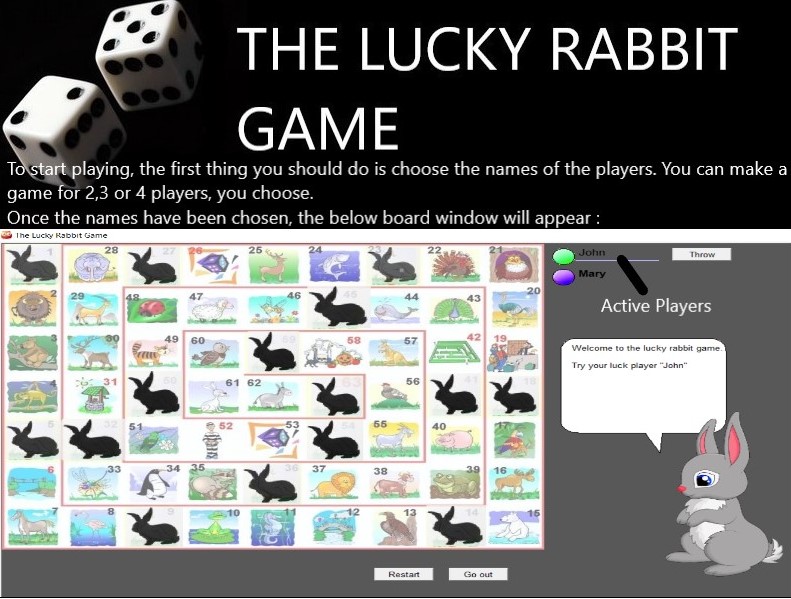 THE LUCKY RABBIT
GAME
To start playing, the first thing you should do is choose the names of the players. You can make a
game for 2,3 or 4 players, you choose.
Once the names have been chosen, the below board window will appear :
The Lucky Rabbit Game
1 28 27 26 25 24 23 22 21
2 29 48 47 46 45 44 43 20
3 30 49 60 59 58 57 42 19
4 31 50 61 62 63 56 41 18
5 32 51 52 53 54 55 40 17
6 33 34 35 36 37 38 39 16
7 8 9 10 11 12 13 14 15
John
Mary
Throw
Active Players
Welcome to the lucky rabbit game.
Try your luck player "John"
Restart
Go out